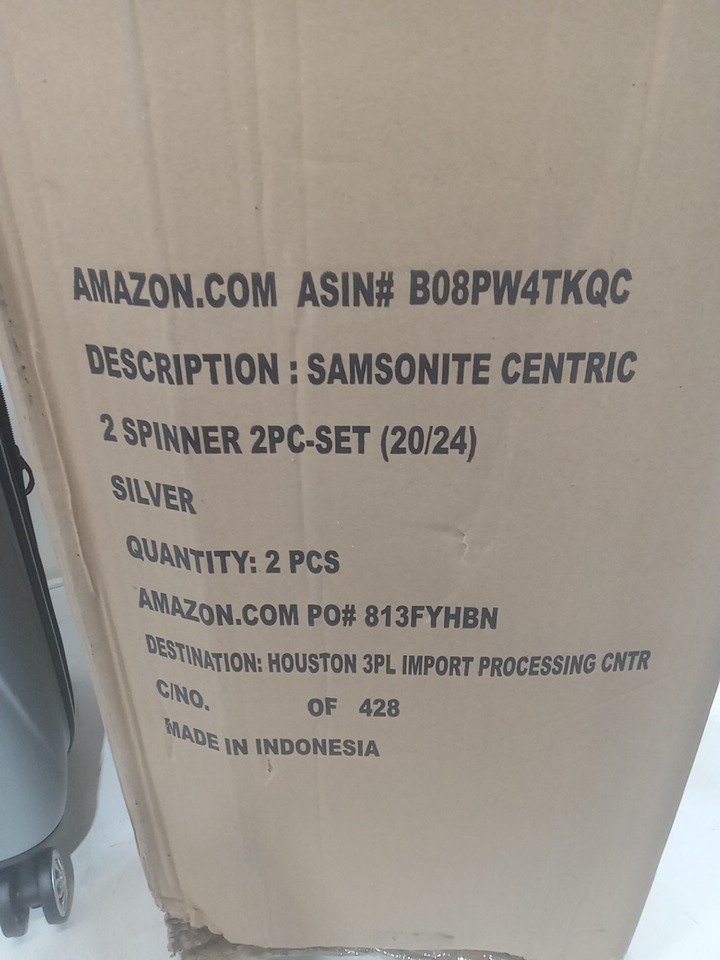 AMAZON.COM ASIN# B08PW4TKQC
DESCRIPTION : SAMSONITE CENTRIC
2 SPINNER 2PC-SET (20/24)
SILVER
QUANTITY: 2 PCS
AMAZON.COM PO# 813FYHBN
DESTINATION: HOUSTON 3PL IMPORT PROCESSING CNTR
C/NO. OF 428
MADE IN INDONESIA